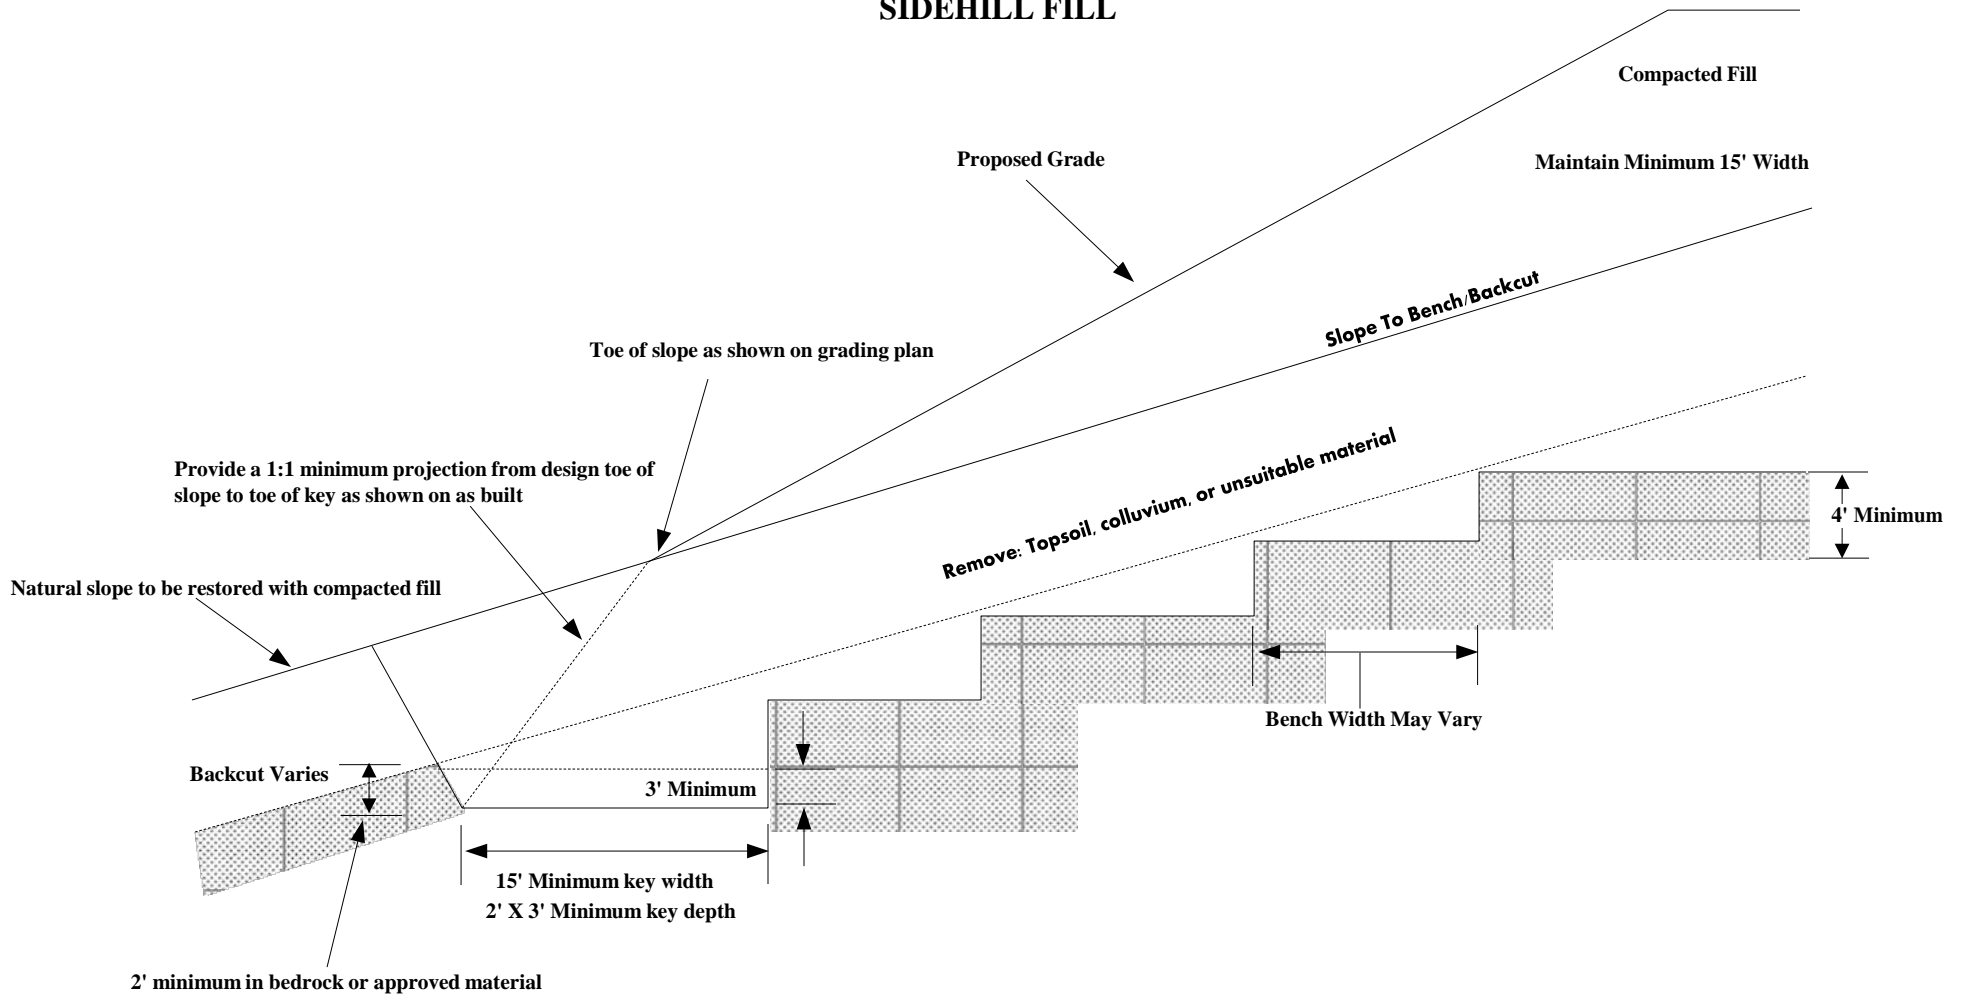 SIDEHILL FILL
Compacted Fill
Proposed Grade
Maintain Minimum 15' Width
Slope To Bench/Backcut
Toe of slope as shown on grading plan
Remove: Topsoil, colluvium, or unsuitable material
Provide a 1:1 minimum projection from design toe of
slope to toe of key as shown on as built
4' Minimum
Natural slope to be restored with compacted fill
Bench Width May Vary
Backcut Varies
3' Minimum
15' Minimum key width
2' X 3' Minimum key depth
2' minimum in bedrock or approved material